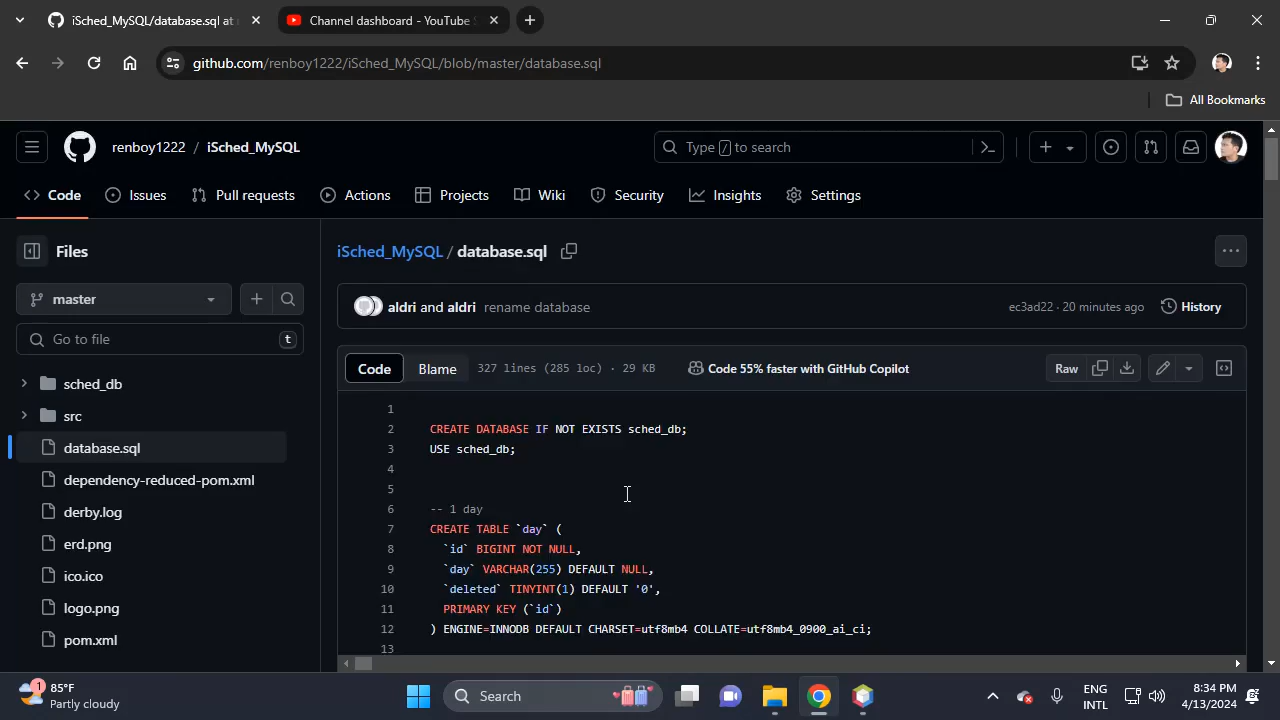 iSched_MySQL/database.sql at
Channel dashboard - YouTube
github.com/renboy1222/iSched_MySQL/blob/master/database.sql
All Bookmarks
renboy1222 / iSched_MySQL
Type / to search
Code Issues Pull requests Actions Projects Wiki Security Insights Settings
Files
iSched_MySQL / database.sql
master
aldri and aldri rename database
ec3ad22 · 20 minutes ago
History
Go to file
t
Code Blame 327 lines (285 loc) · 29 KB Code 55% faster with GitHub Copilot
Raw
sched_db
src
database.sql
dependency-reduced-pom.xml
derby.log
erd.png
ico.ico
logo.png
pom.xml
1
2 CREATE DATABASE IF NOT EXISTS sched_db;
3 USE sched_db;
4
5
6 -- 1 day
7 CREATE TABLE `day` (
8 `id` BIGINT NOT NULL,
9 `day` VARCHAR(255) DEFAULT NULL,
10 `deleted` TINYINT(1) DEFAULT '0',
11 PRIMARY KEY (`id`)
12 ) ENGINE=INNODB DEFAULT CHARSET=utf8mb4 COLLATE=utf8mb4_0900_ai_ci;
13
1
85°F
Partly cloudy
Search
ENG
INTL
8:34 PM
4/13/2024